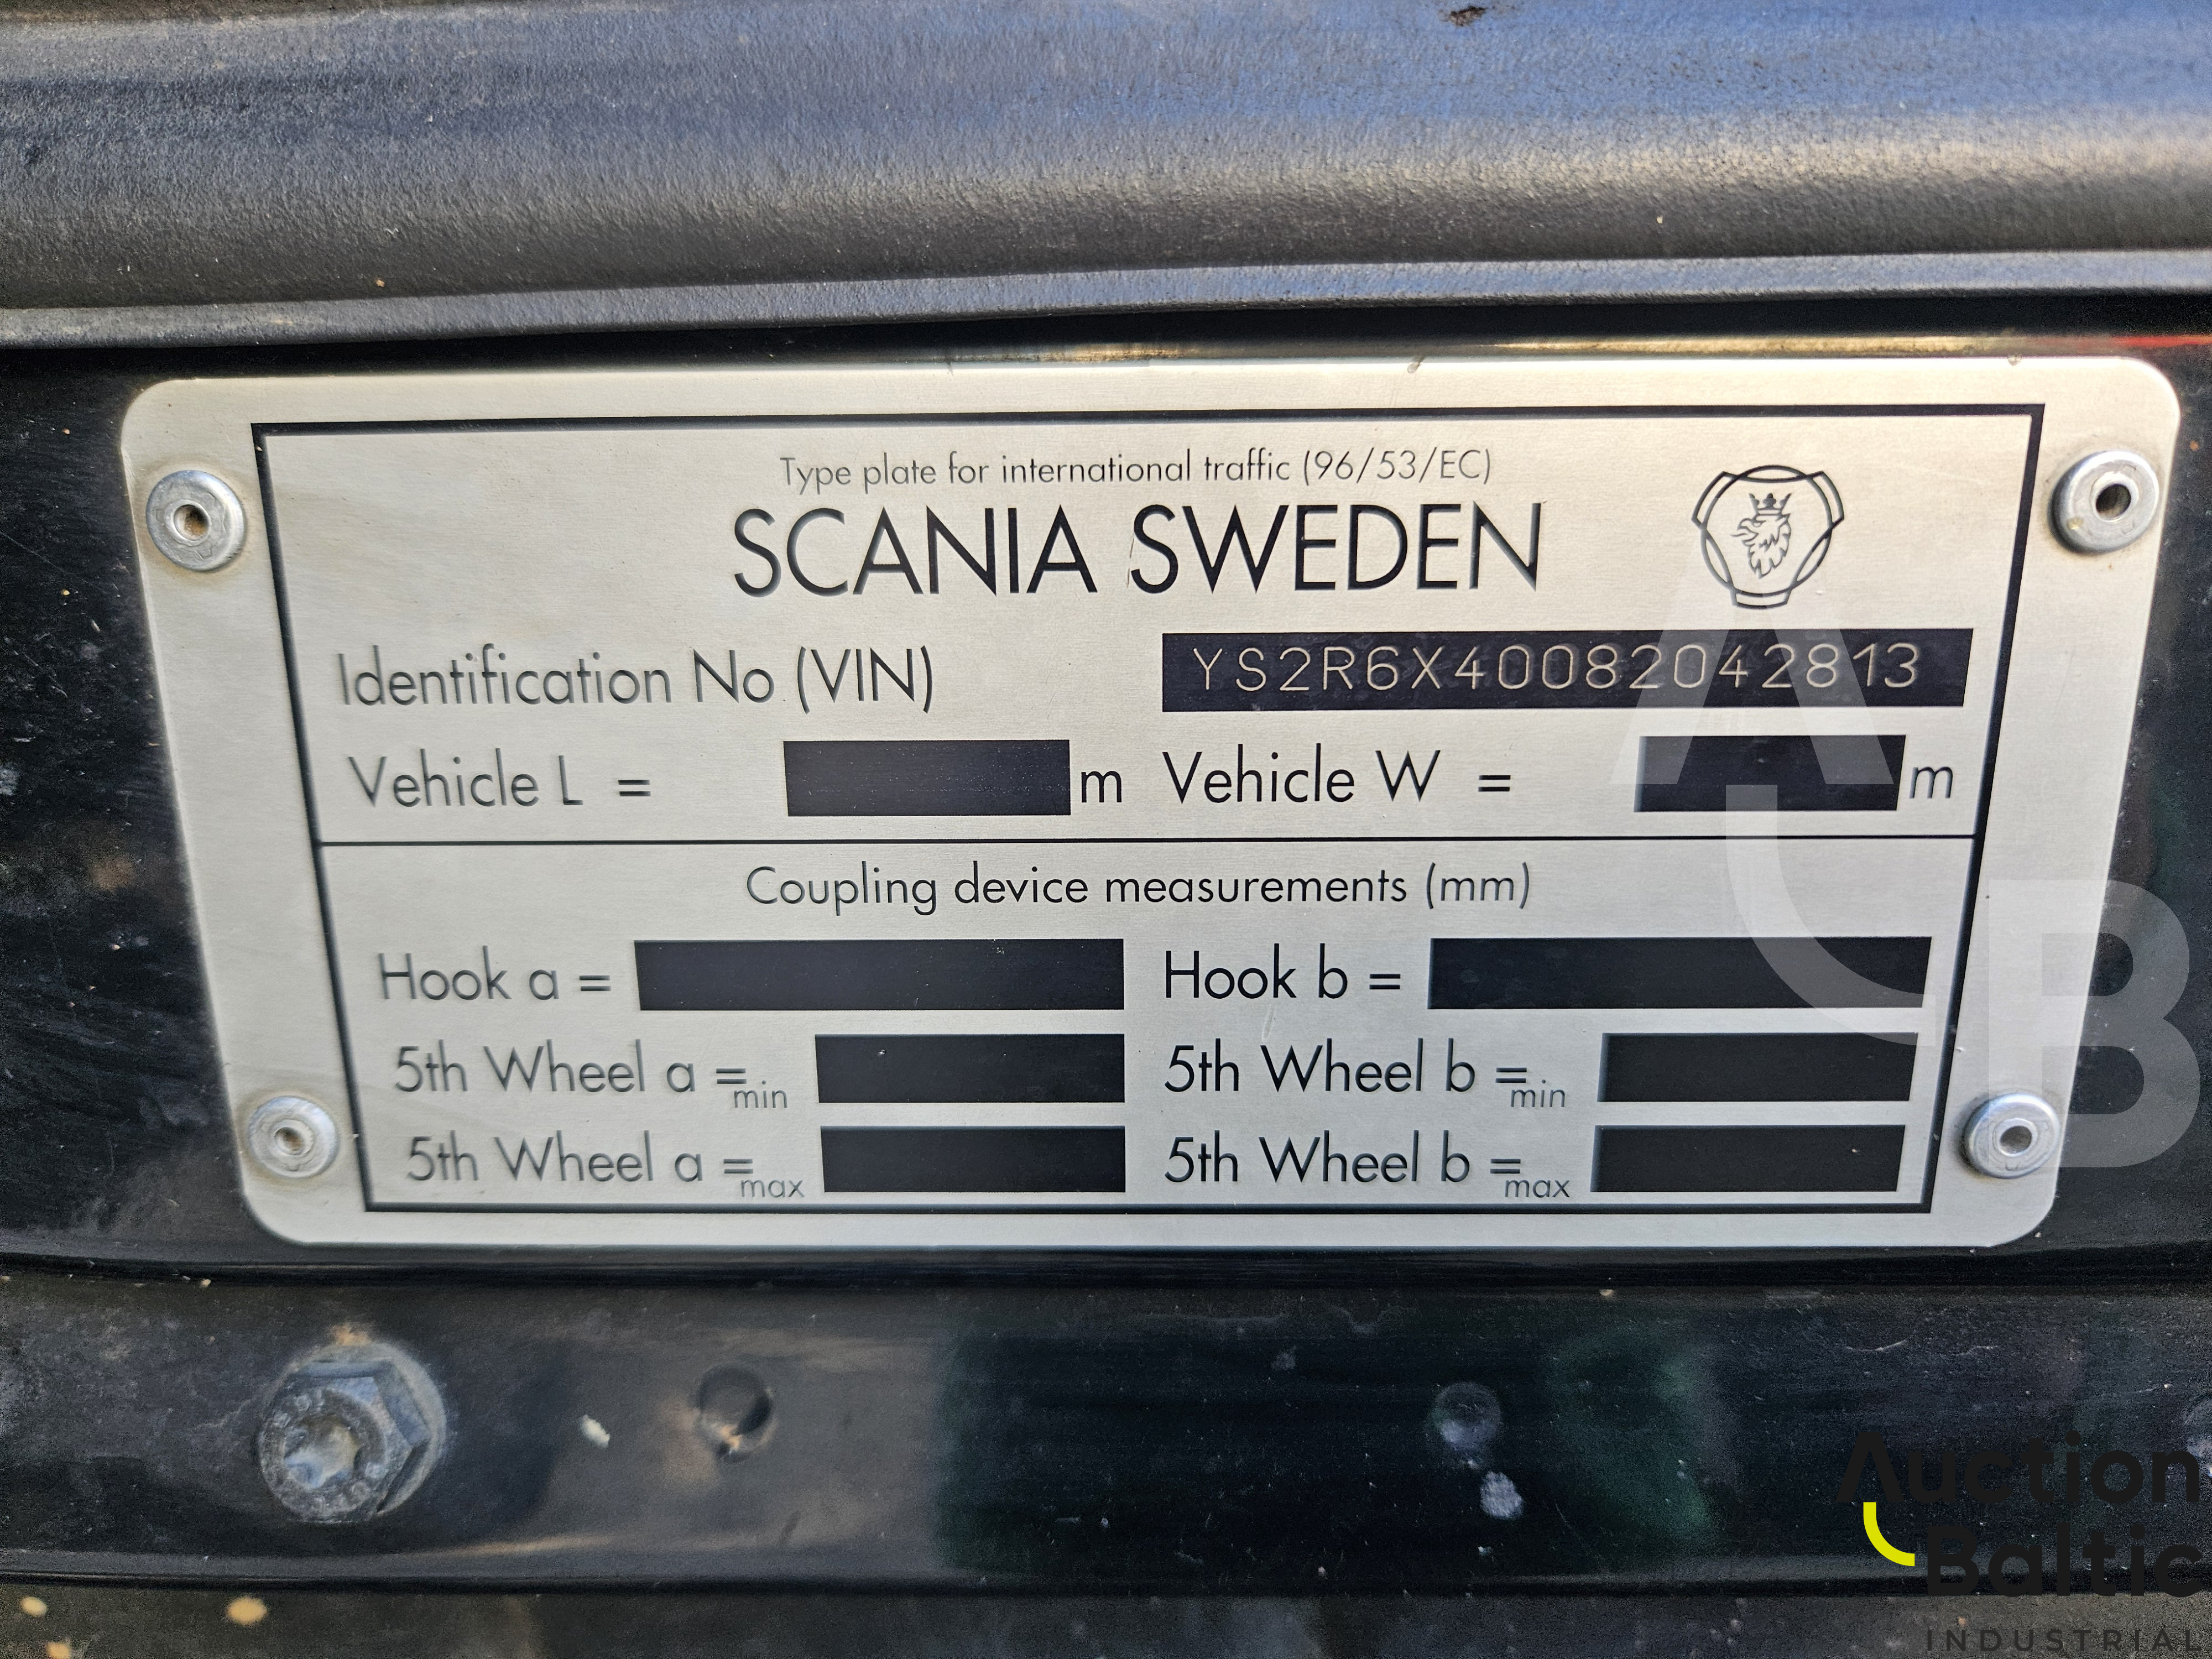 Type plate for international traffic (96/53/EC)
SCANIA SWEDEN
Identification No (VIN) YS2R6X40082042813
Vehicle L = m Vehicle W = m
Coupling device measurements (mm)
Hook a = Hook b =
5th Wheel a =min 5th Wheel b =min
5th Wheel a =max 5th Wheel b =max
A
B
Auction
Baltic
INDUSTRIAL